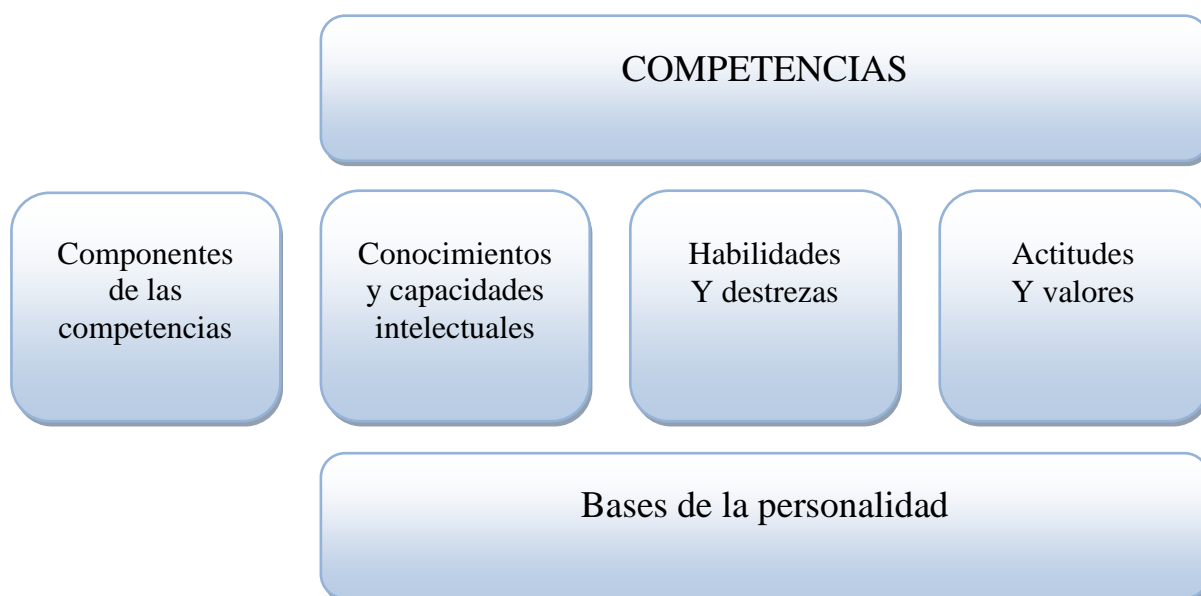 COMPETENCIAS
Componentes
de las
competencias
Conocimientos
y capacidades
intelectuales
Habilidades
Y destrezas
Actitudes
Y valores
Bases de la personalidad